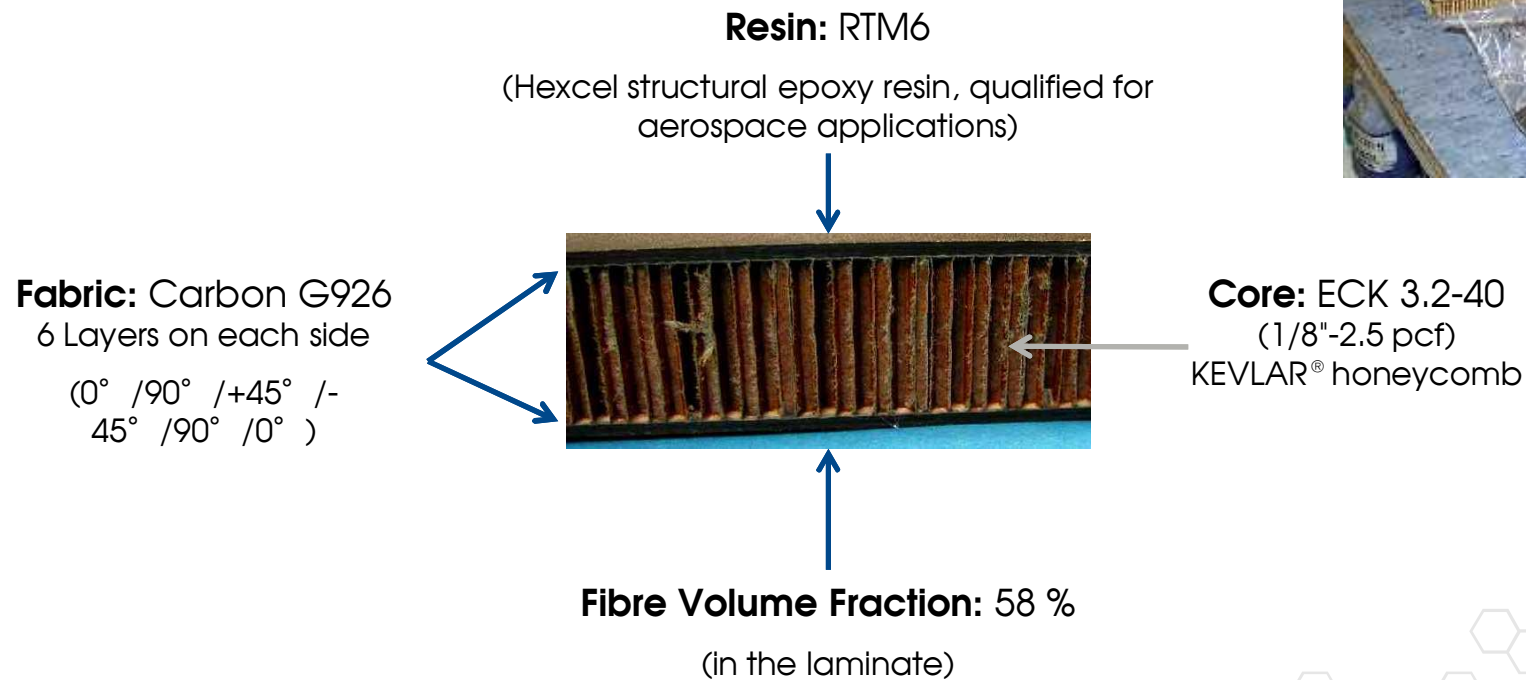 Resin: RTM6
(Hexcel structural epoxy resin, qualified for
aerospace applications)
Fabric: Carbon G926
6 Layers on each side
(0° /90° /+45° /-
45° /90° /0° )
Core: ECK 3.2-40
(1/8"-2.5 pcf)
KEVLAR® honeycomb
Fibre Volume Fraction: 58 %
(in the laminate)